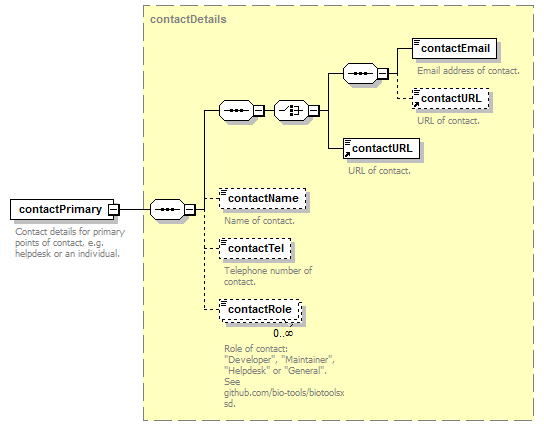 contactDetails
contactEmail
Email address of contact.
contactURL
URL of contact.
contactURL
URL of contact.
contactPrimary
Contact details for primary
points of contact, e.g.
helpdesk or an individual.
contactName
Name of contact.
contactTel
Telephone number of
contact.
contactRole
0..∞
Role of contact:
"Developer", "Maintainer",
"Helpdesk" or "General".
See
github.com/bio-tools/biotoolsx
sd.